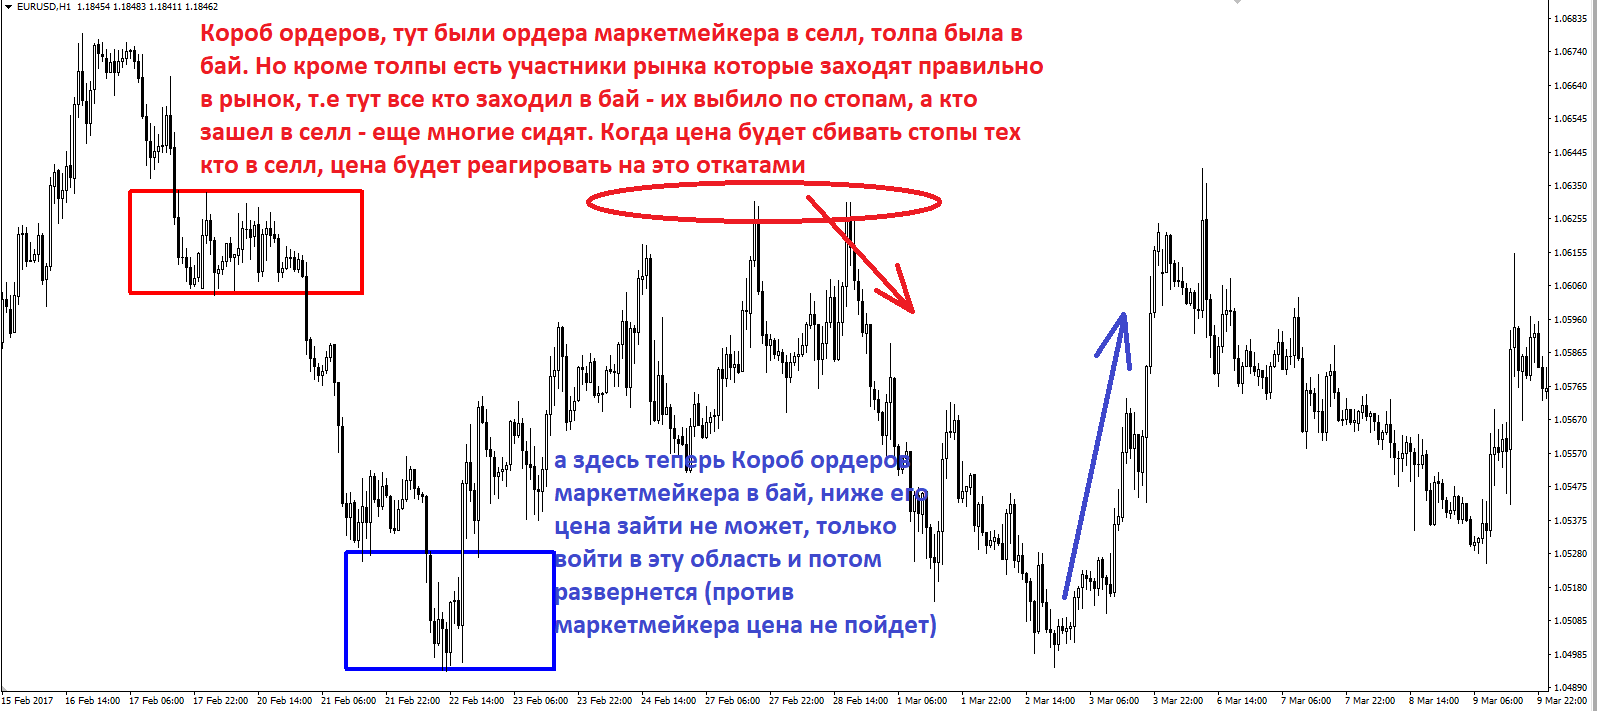 EURUSD,H1 1.18454 1.18483 1.18411 1.18462
Короб ордеров, тут были ордера маркетмейкера в селл, толпа была в
бай. Но кроме толпы есть участники рынка которые заходят правильно
в рынок, т.е тут все кто заходил в бай - их выбило по стопам, а кто
зашел в селл - еще многие сидят. Когда цена будет сбивать стопы тех
кто в селл, цена будет реагировать на это откатами
а здесь теперь Короб ордеров
маркетмейкера в бай, ниже его
цена зайти не может, только
войти в эту область и потом
развернется (против
маркетмейкера цена не пойдет)
1.06835
1.06740
1.06640
1.06545
1.06445
1.06350
1.06255
1.06155
1.06060
1.05960
1.05865
1.05765
1.05670
1.05570
1.05475
1.05375
1.05280
1.05180
1.05085
1.04985
1.04890
15 Feb 2017 16 Feb 14:00 17 Feb 06:00 17 Feb 22:00 20 Feb 14:00 21 Feb 06:00 21 Feb 22:00 22 Feb 14:00 23 Feb 06:00 23 Feb 22:00 24 Feb 14:00 27 Feb 06:00 27 Feb 22:00 28 Feb 14:00 1 Mar 06:00 1 Mar 22:00 2 Mar 14:00 3 Mar 06:00 3 Mar 22:00 6 Mar 14:00 7 Mar 06:00 7 Mar 22:00 8 Mar 14:00 9 Mar 06:00 9 Mar 22:00